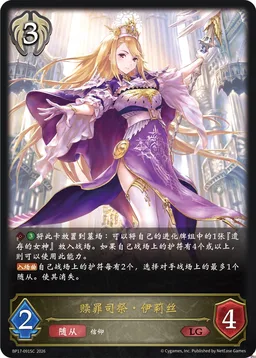 3
3 将此卡放置到墓场:可以将自己的进化牌组中的1张『遗
存的女神』放入战场。如果自己战场上的护符有4个或以上,
则可以使用此能力。
入场曲 自己战场上的护符每有2个,选择对手战场上的最多1个
随从。使其消失。
赎罪司祭·伊莉丝
2
随从 信仰
LG
4
BP17-091SC 2026
© Cygames, Inc. Published by NetEase Games